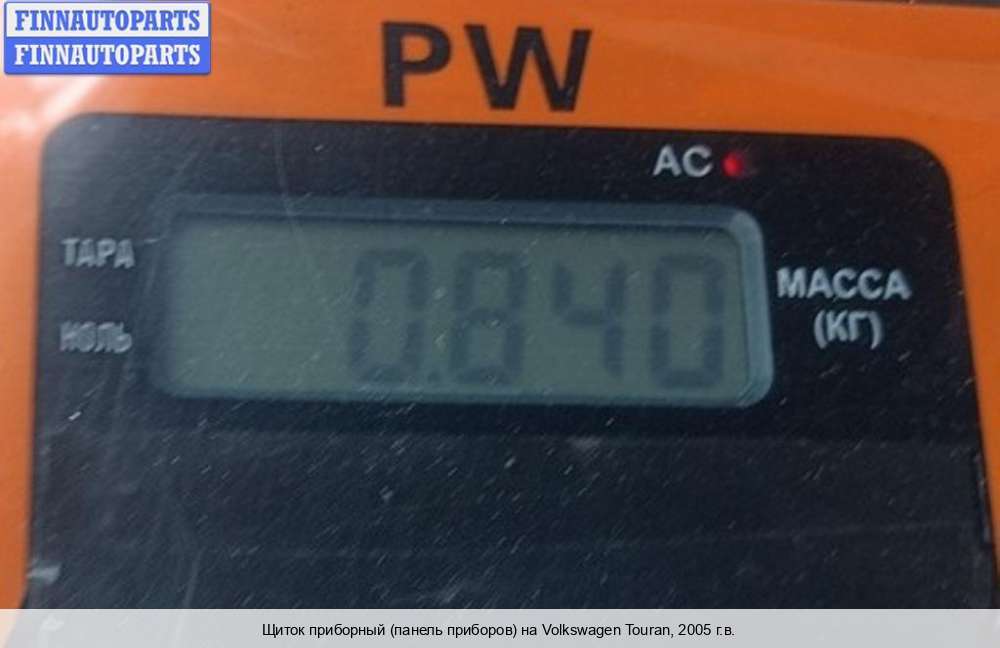 FINNAUTOPARTS
FINNAUTOPARTS
PW
AC
ТАРА
0.840
МАССА
(КГ)
НОЛЬ
Щиток приборный (панель приборов) на Volkswagen Touran, 2005 г.в.